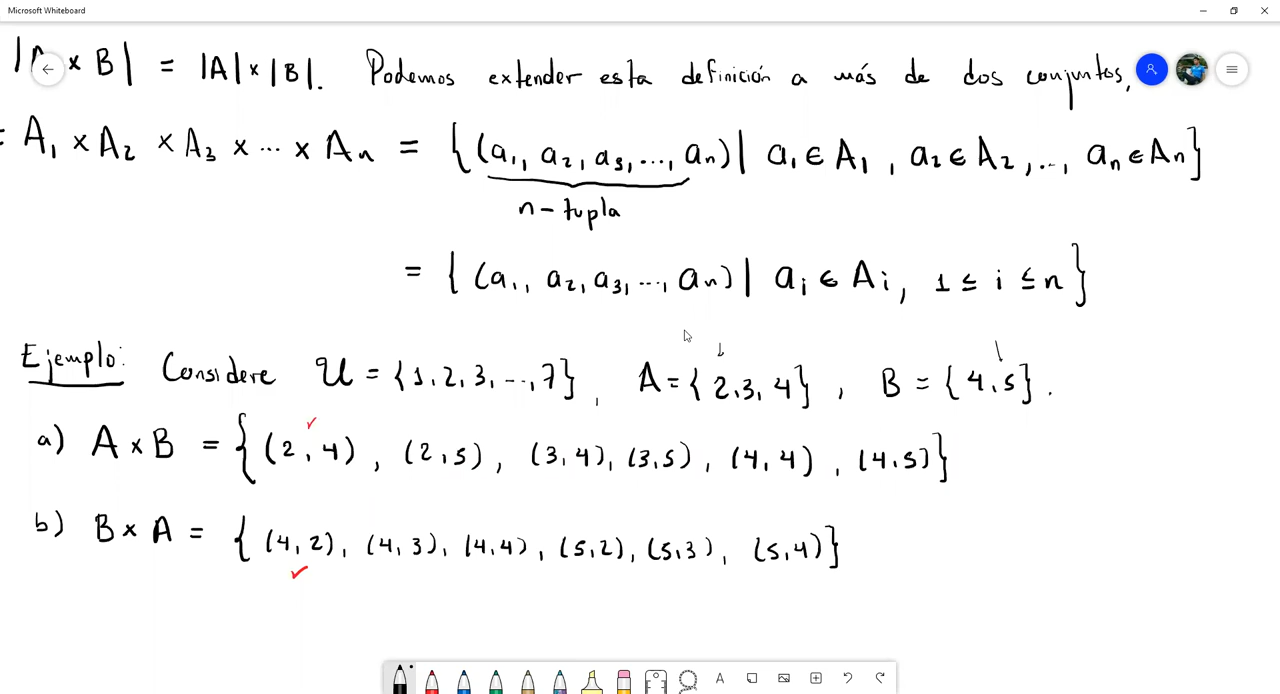 Microsoft Whiteboard
|A × B| = |A| × |B|. Podemos extender esta definición a más de dos conjuntos,
= A₁ × A₂ × A₃ × ... × Aₙ = {(a₁, a₂, a₃, ..., aₙ) | a₁ ∈ A₁, a₂ ∈ A₂, ..., aₙ ∈ Aₙ}
n-tupla
= {(a₁, a₂, a₃, ..., aₙ) | aᵢ ∈ Aᵢ, 1 ≤ i ≤ n}
Ejemplo: Considere U = {1,2,3,...,7}, A = {2,3,4}, B = {4,5}.
a) A × B = {(2,4), (2,5), (3,4), (3,5), (4,4), (4,5)}
b) B × A = {(4,2), (4,3), (4,4), (5,2), (5,3), (5,4)}
A